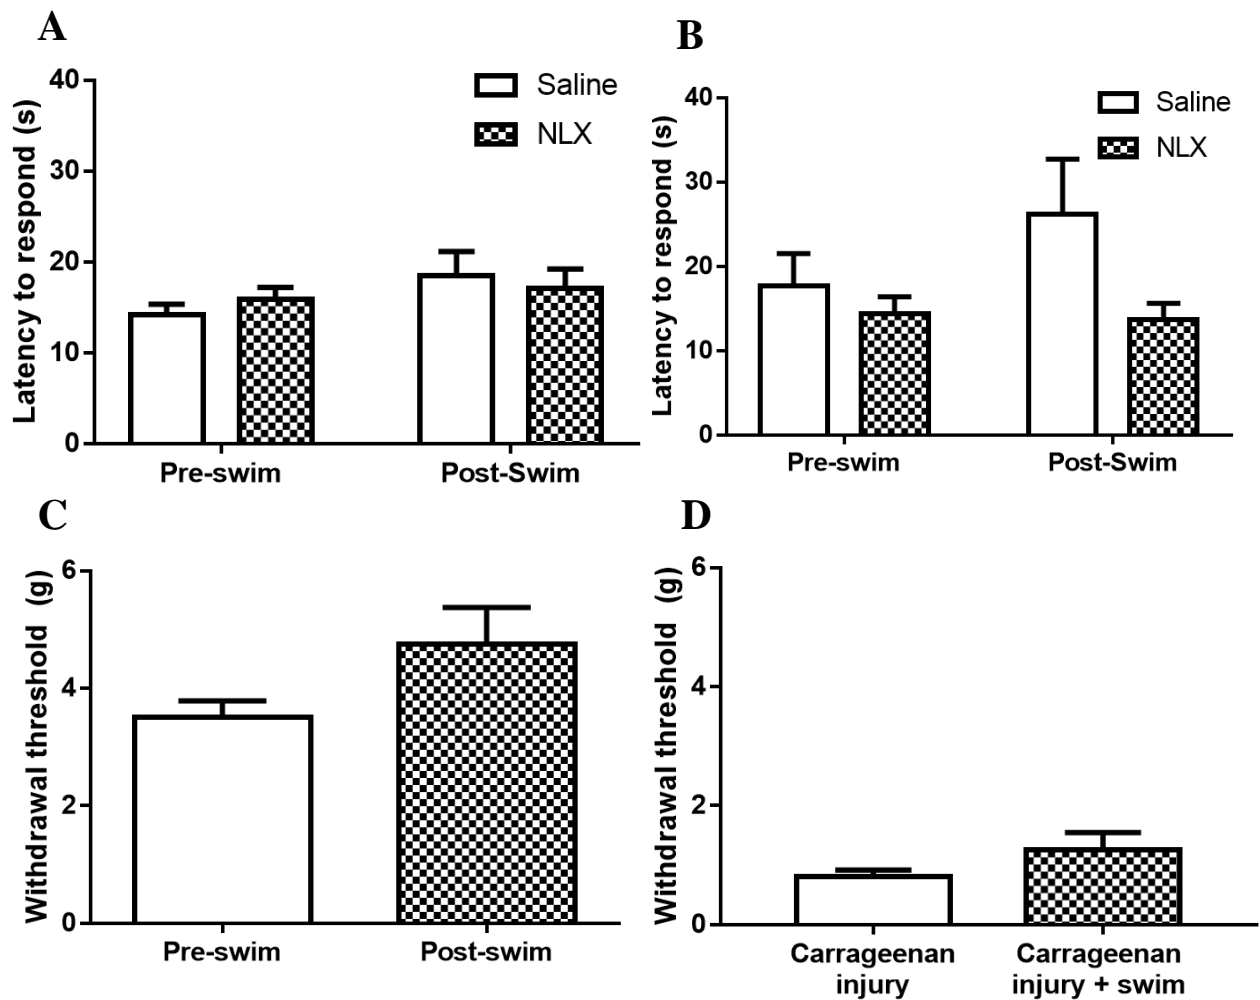 A
Latency to respond (s)
40
30
20
10
0
Saline
NLX
Pre-swim
Post-Swim
B
Latency to respond (s)
40
30
20
10
0
Saline
NLX
Pre-swim
Post-Swim
C
Withdrawal threshold (g)
6
4
2
0
Pre-swim
Post-swim
D
Withdrawal threshold (g)
6
4
2
0
Carrageenan
injury
Carrageenan
injury + swim